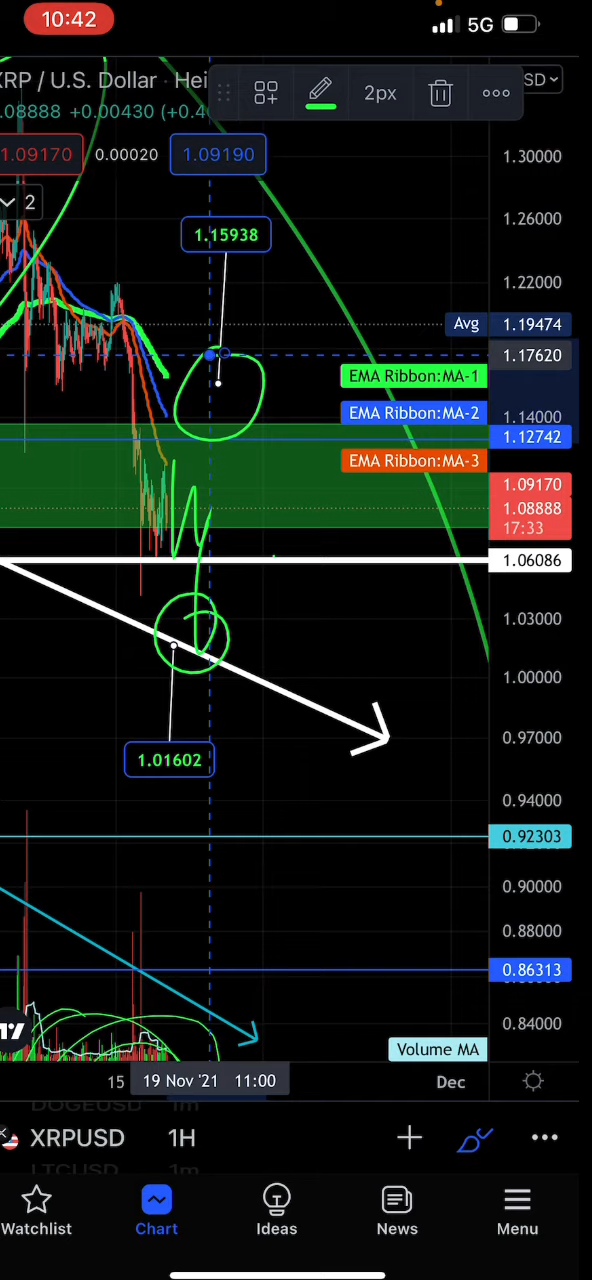 10:42
5G
XRP / U.S. Dollar · Hei
SD
2px
.08888 +0.00430 (+0.4
1.09170 0.00020 1.09190
2
1.30000
1.26000
1.15938
1.22000
Avg 1.19474
1.17620
EMA Ribbon:MA-1
EMA Ribbon:MA-2
1.14000
1.12742
EMA Ribbon:MA-3
1.09170
1.08888
17:33
1.06086
1.03000
1.00000
0.97000
1.01602
0.94000
0.92303
0.90000
0.88000
0.86313
0.84000
Volume MA
15 19 Nov '21 11:00 Dec
DOGEUSD 1m
XRPUSD 1H
LTCUSD 1m
Watchlist Chart Ideas News Menu